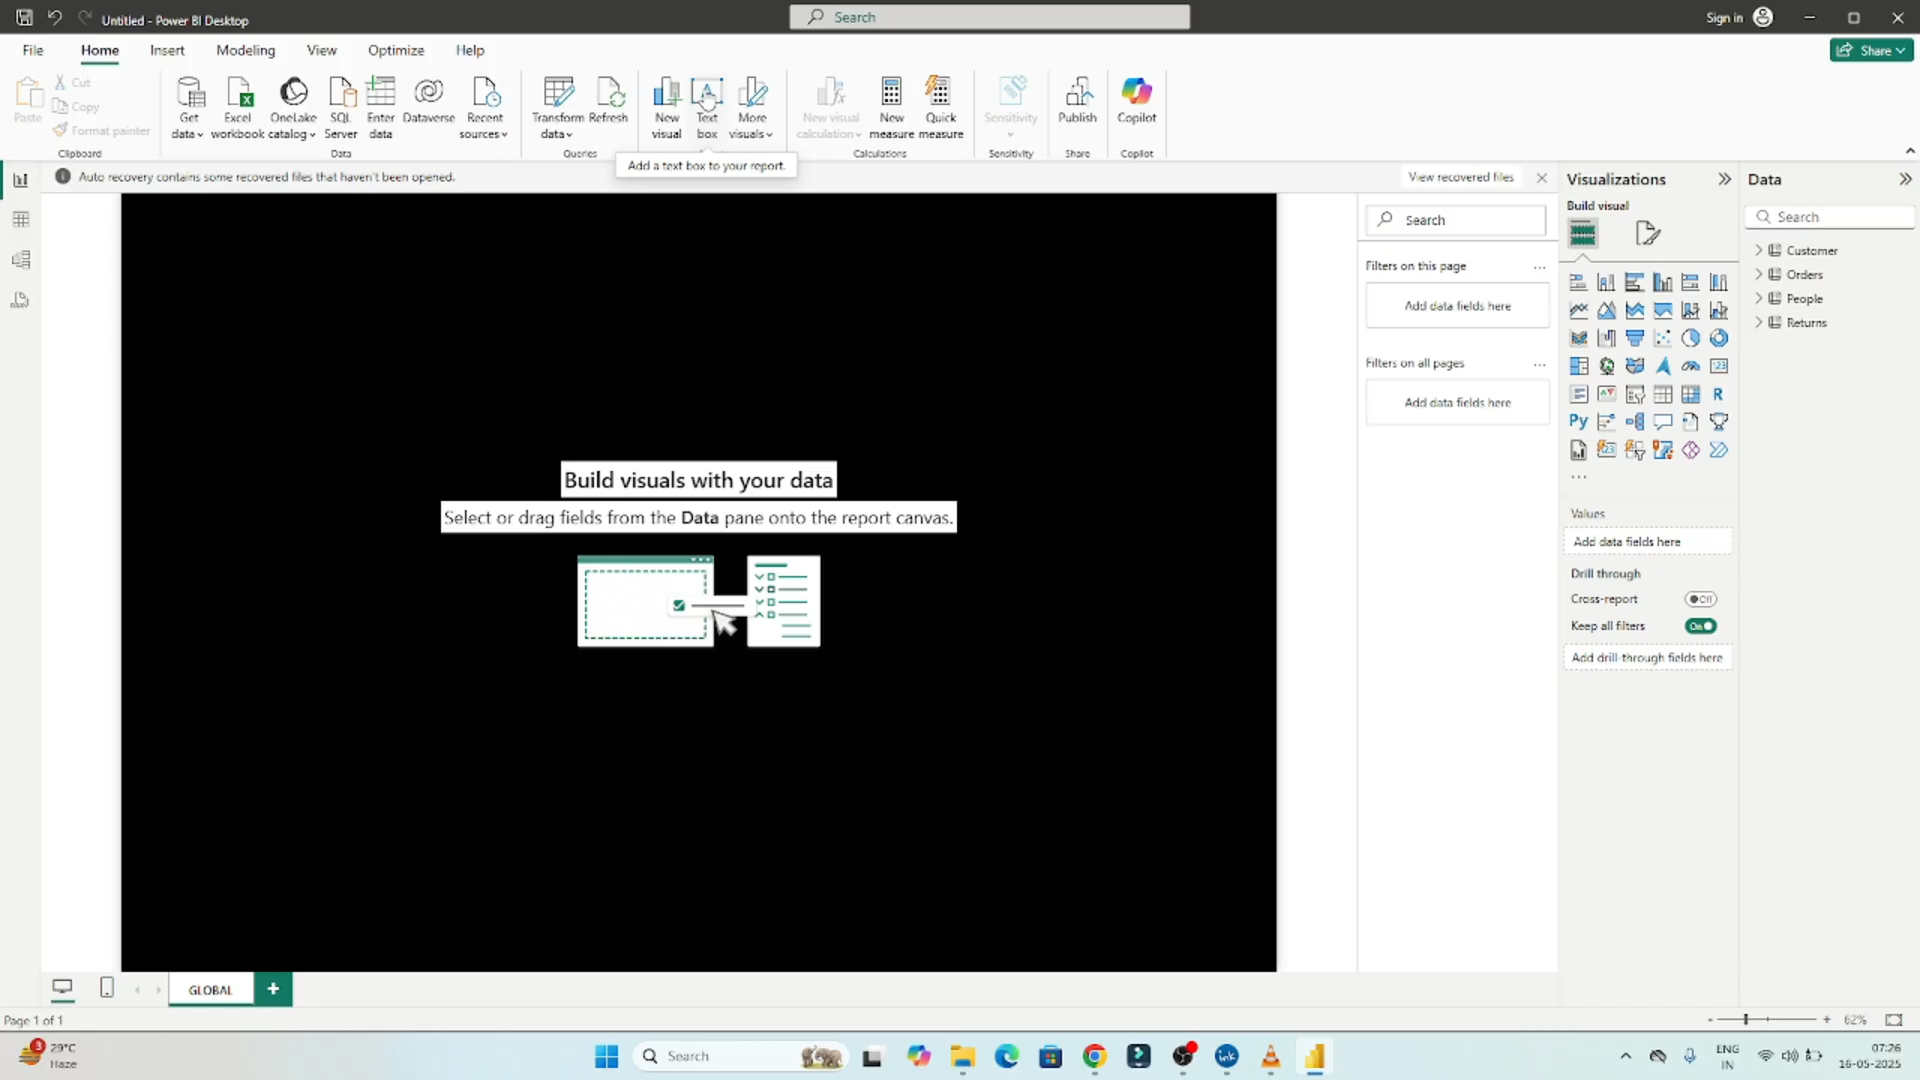 Untitled - Power BI Desktop
Search
Sign in
File
Home
Insert
Modeling
View
Optimize
Help
Share
Paste
Cut
Copy
Format painter
Clipboard
Get data
Excel workbook
OneLake catalog
SQL Server
Enter data
Dataverse
Recent sources
Data
Transform data
Refresh
Queries
New visual
Text box
More visuals
New visual calculation
New measure
Quick measure
Calculations
Sensitivity
Sensitivity
Publish
Share
Copilot
Copilot
Add a text box to your report.
Auto recovery contains some recovered files that haven't been opened.
View recovered files
Build visuals with your data
Select or drag fields from the Data pane onto the report canvas.
Search
Filters on this page
...
Add data fields here
Filters on all pages
...
Add data fields here
Visualizations
Build visual
123
R
Py
123
...
Values
Add data fields here
Drill through
Cross-report
Off
Keep all filters
On
Add drill-through fields here
Data
Search
Customer
Orders
People
Returns
GLOBAL
+
Page 1 of 1
- + 62%
3
29°C
Haze
Search
ink
ENG
IN
07:26
16-05-2025